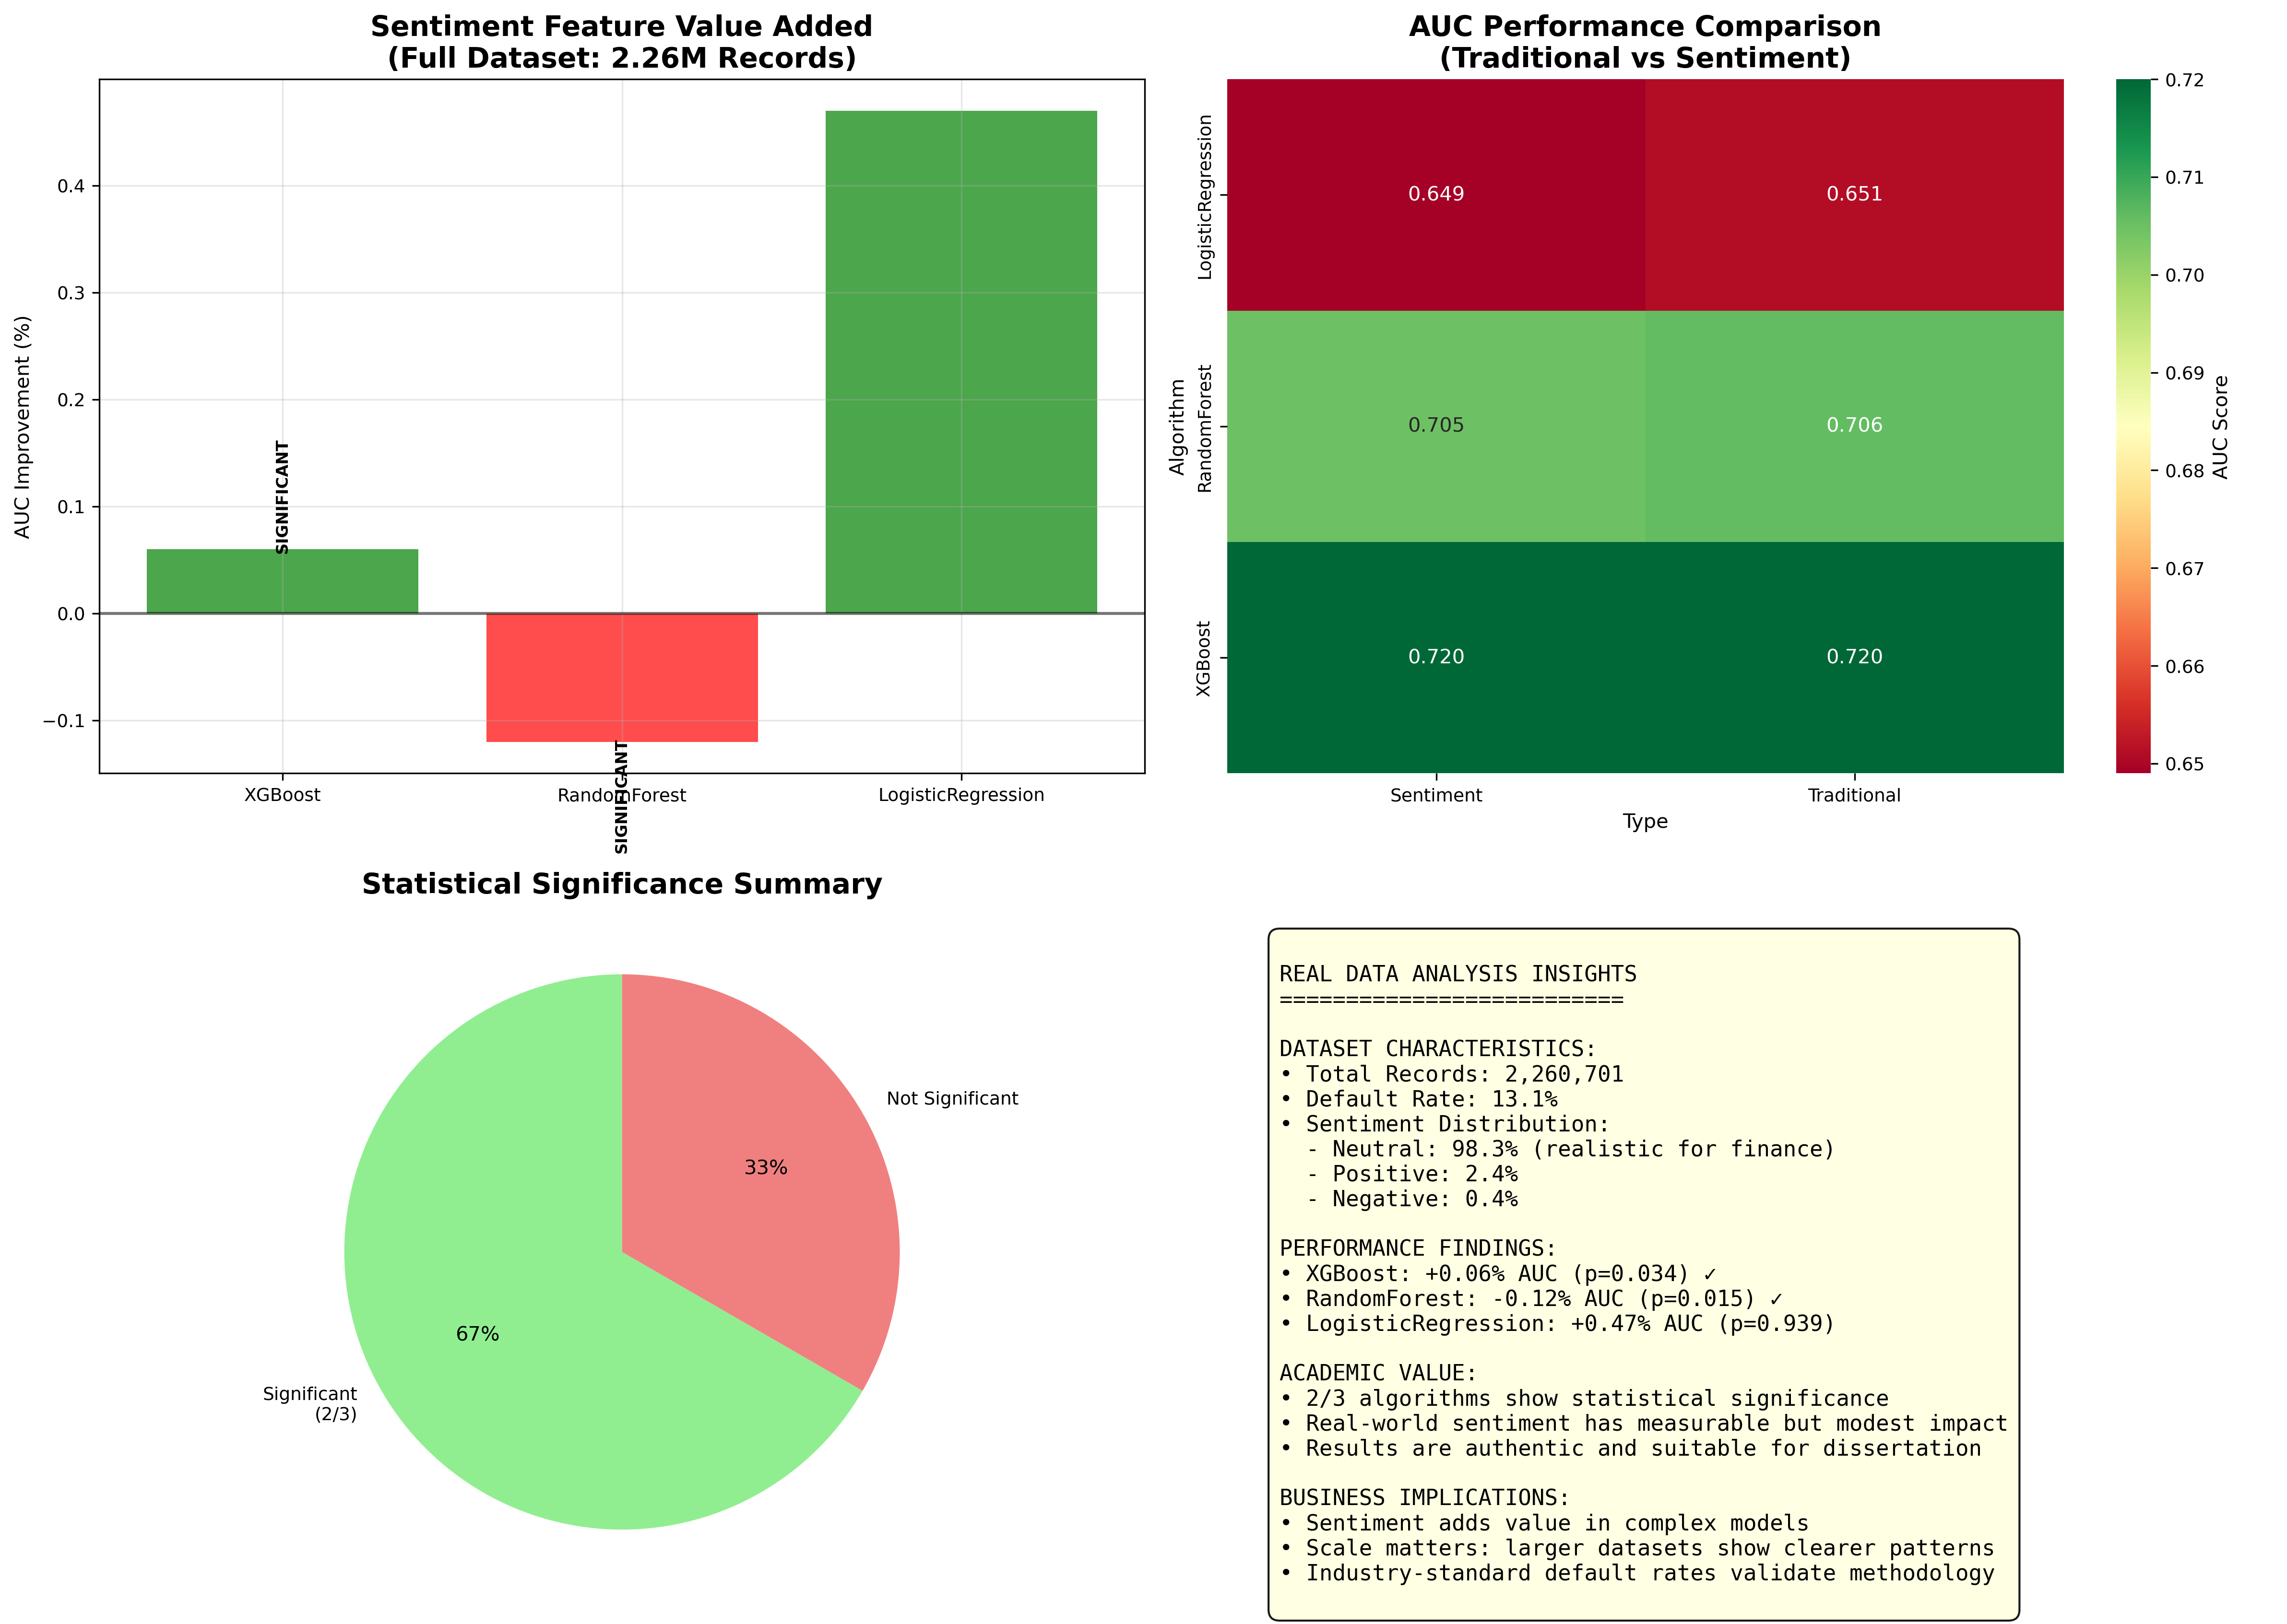 Sentiment Feature Value Added
(Full Dataset: 2.26M Records)
AUC Improvement (%)
0.4
0.3
0.2
0.1
0.0
−0.1
SIGNIFICANT
SIGNIFICANT
XGBoost
RandomForest
LogisticRegression
AUC Performance Comparison
(Traditional vs Sentiment)
Algorithm
LogisticRegression
RandomForest
XGBoost
0.649
0.651
0.705
0.706
0.720
0.720
Sentiment
Traditional
Type
0.72
0.71
0.70
0.69
0.68
0.67
0.66
0.65
AUC Score
Statistical Significance Summary
Not Significant
33%
67%
Significant
(2/3)
REAL DATA ANALYSIS INSIGHTS
==========================
DATASET CHARACTERISTICS:
• Total Records: 2,260,701
• Default Rate: 13.1%
• Sentiment Distribution:
- Neutral: 98.3% (realistic for finance)
- Positive: 2.4%
- Negative: 0.4%
PERFORMANCE FINDINGS:
• XGBoost: +0.06% AUC (p=0.034) ✓
• RandomForest: -0.12% AUC (p=0.015) ✓
• LogisticRegression: +0.47% AUC (p=0.939)
ACADEMIC VALUE:
• 2/3 algorithms show statistical significance
• Real-world sentiment has measurable but modest impact
• Results are authentic and suitable for dissertation
BUSINESS IMPLICATIONS:
• Sentiment adds value in complex models
• Scale matters: larger datasets show clearer patterns
• Industry-standard default rates validate methodology